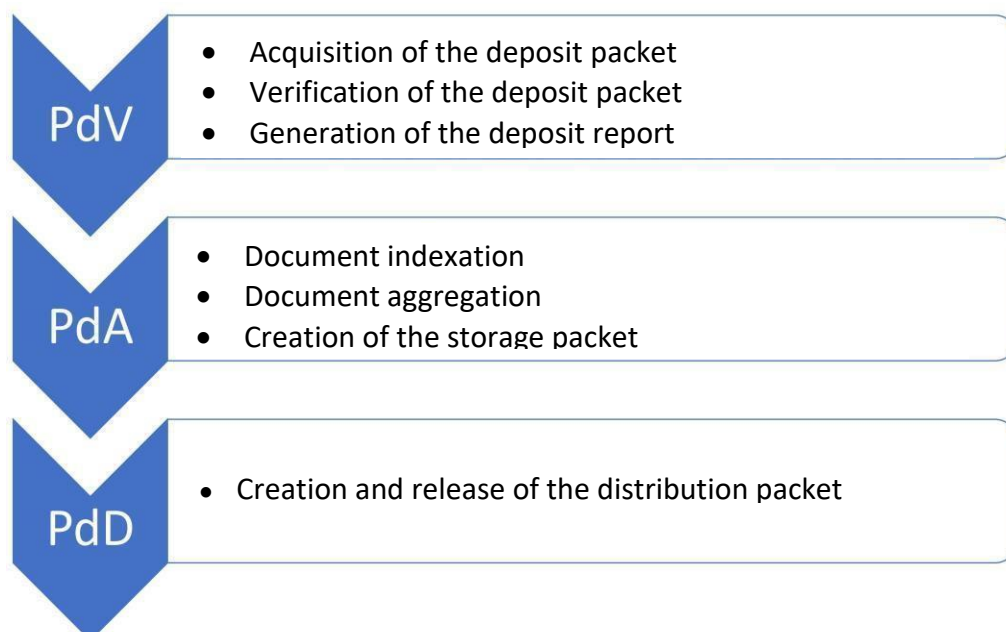 PdV
• Acquisition of the deposit packet
• Verification of the deposit packet
• Generation of the deposit report
PdA
• Document indexation
• Document aggregation
• Creation of the storage packet
PdD
• Creation and release of the distribution packet